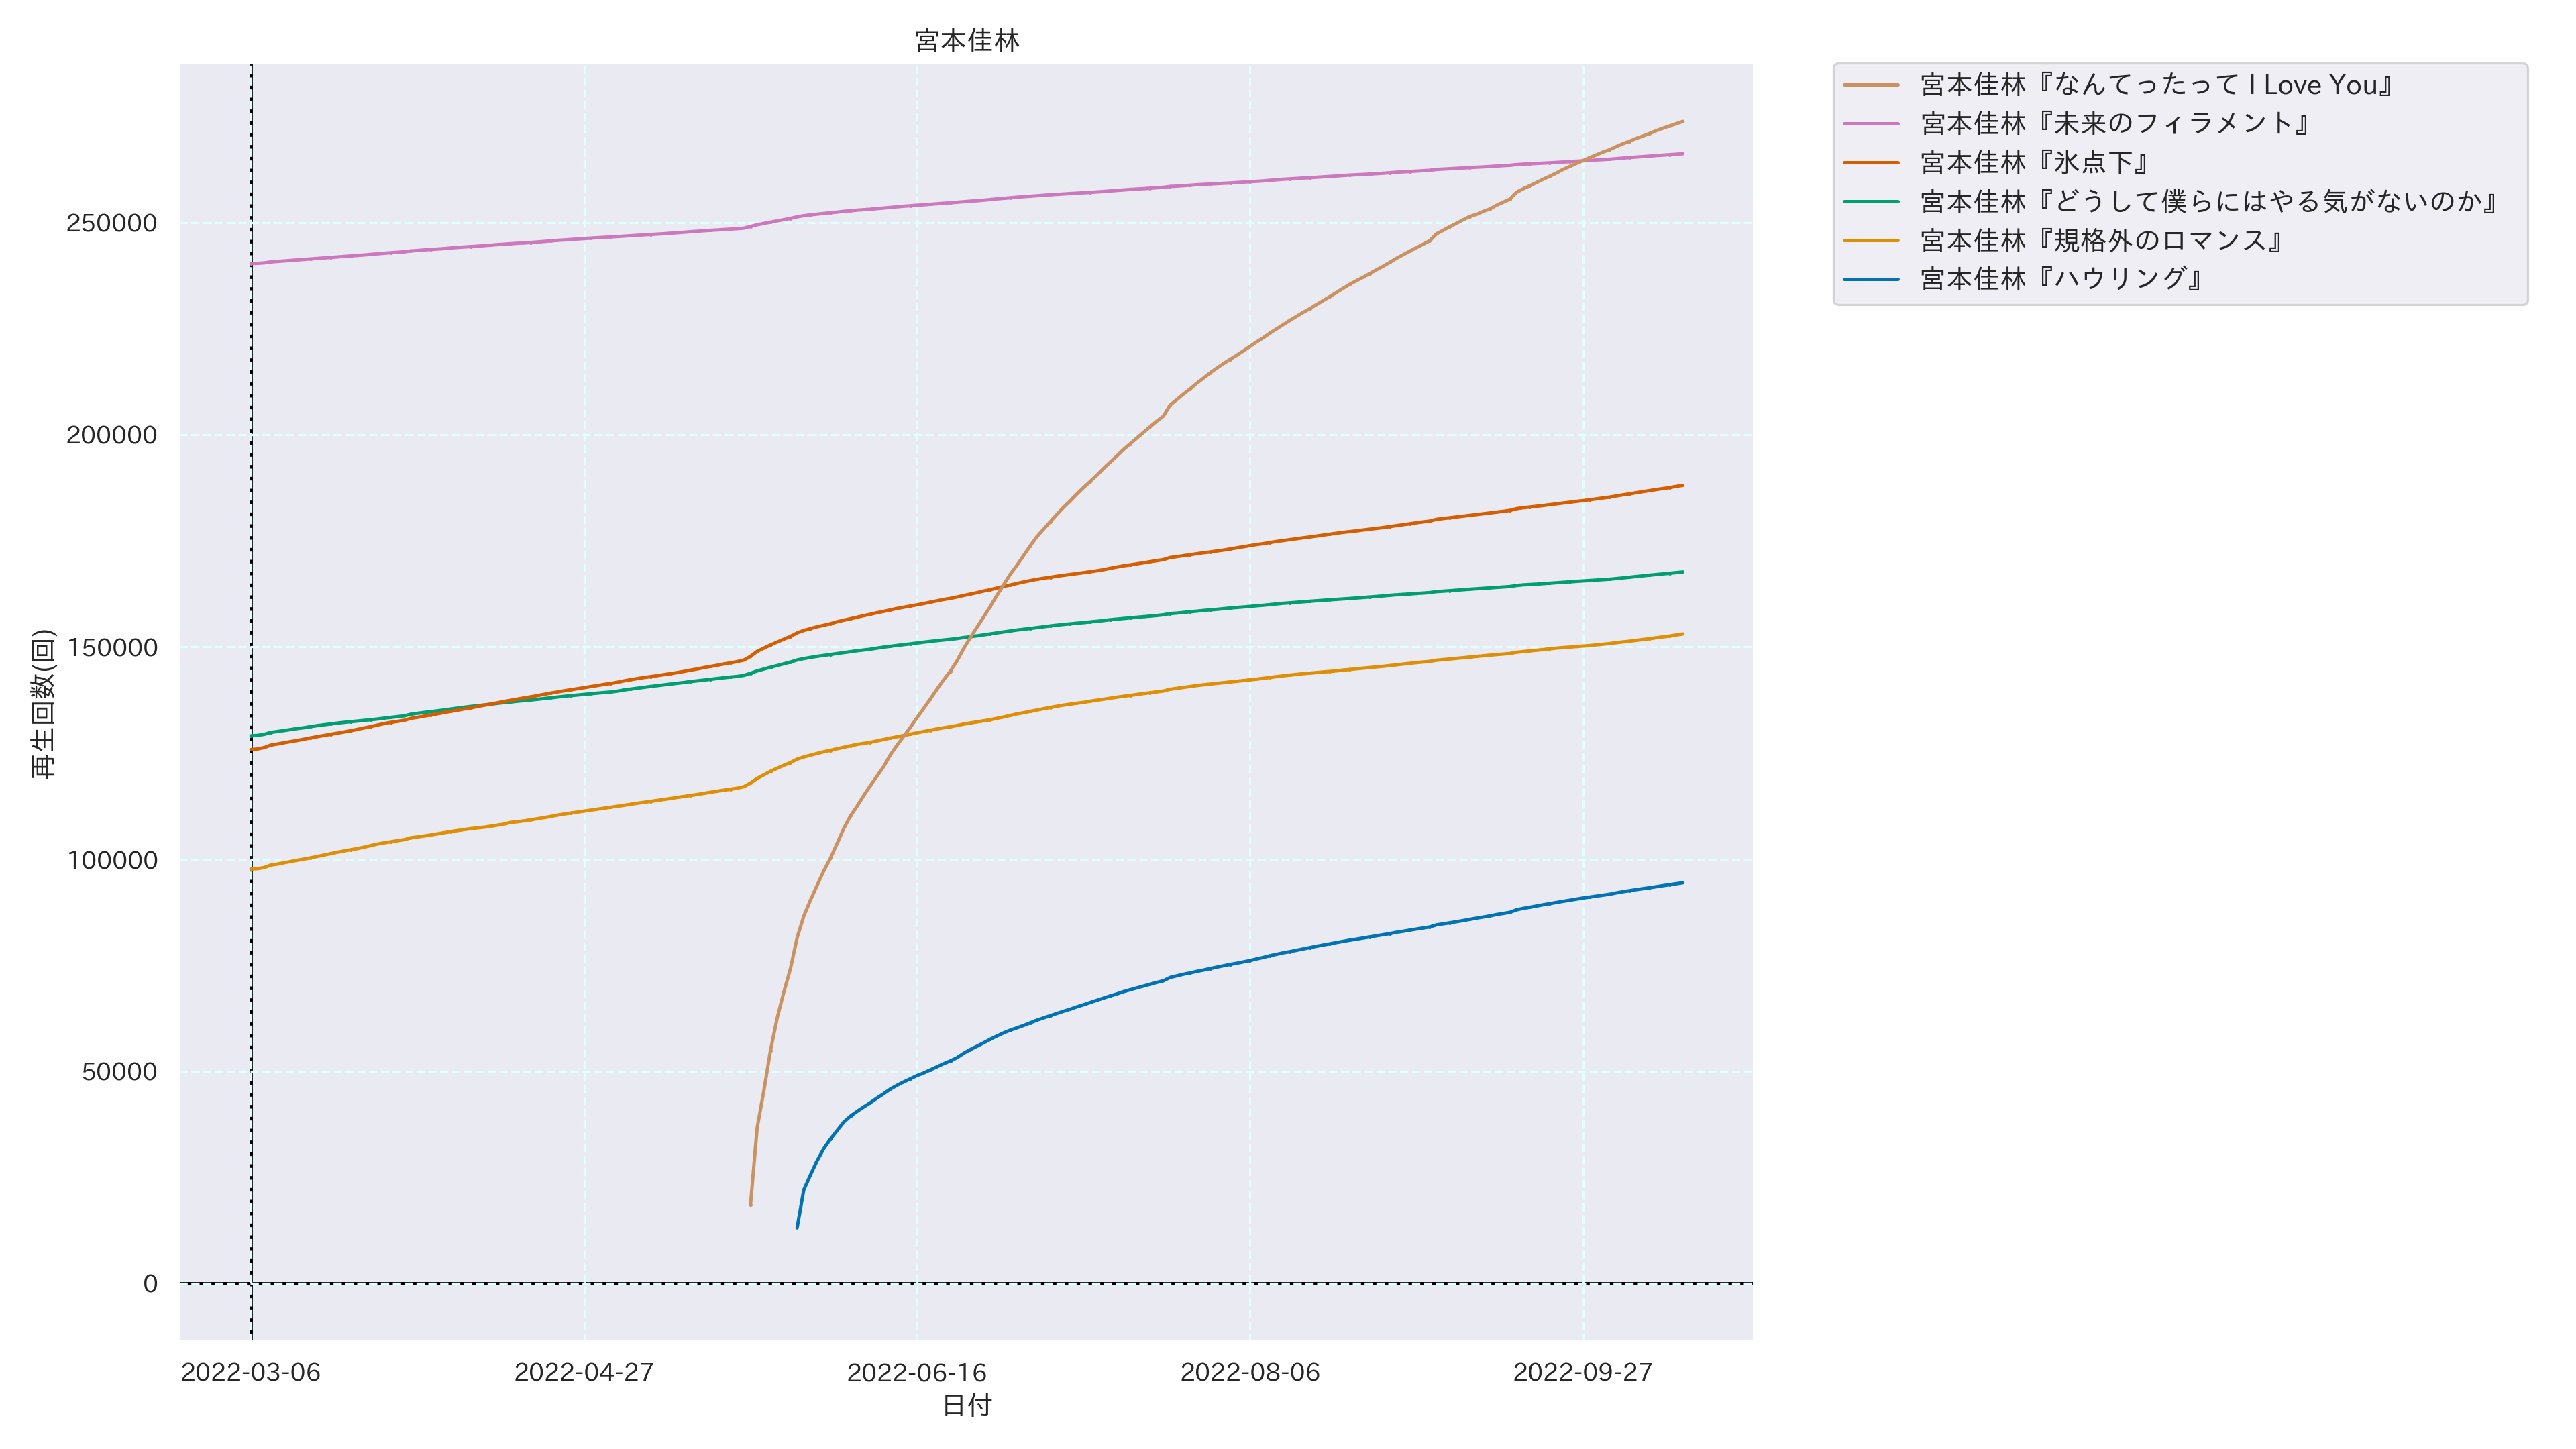 宮本佳林
宮本佳林『なんてったって I Love You』
宮本佳林『未来のフィラメント』
宮本佳林『氷点下』
宮本佳林『どうして僕らにはやる気がないのか』
宮本佳林『規格外のロマンス』
宮本佳林『ハウリング』
再生回数(回)
250000
200000
150000
100000
50000
0
2022-03-06
2022-04-27
2022-06-16
2022-08-06
2022-09-27
日付